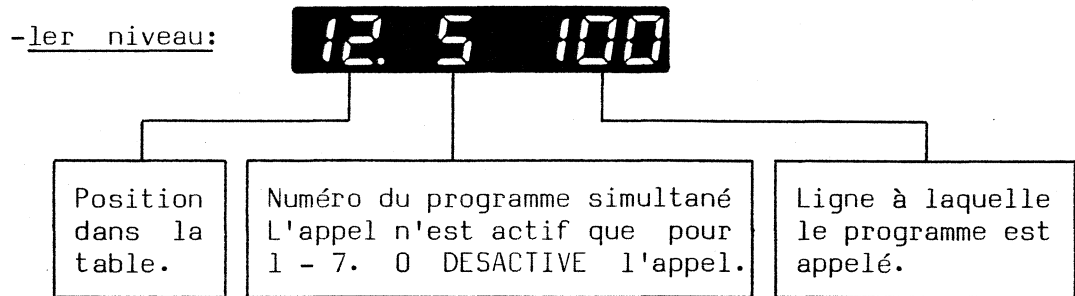 -1er niveau:
12. 5 100
Position
dans la
table.
Numéro du programme simultané
L'appel n'est actif que pour
1 - 7. 0 DESACTIVE l'appel.
Ligne à laquelle
le programme est
appelé.